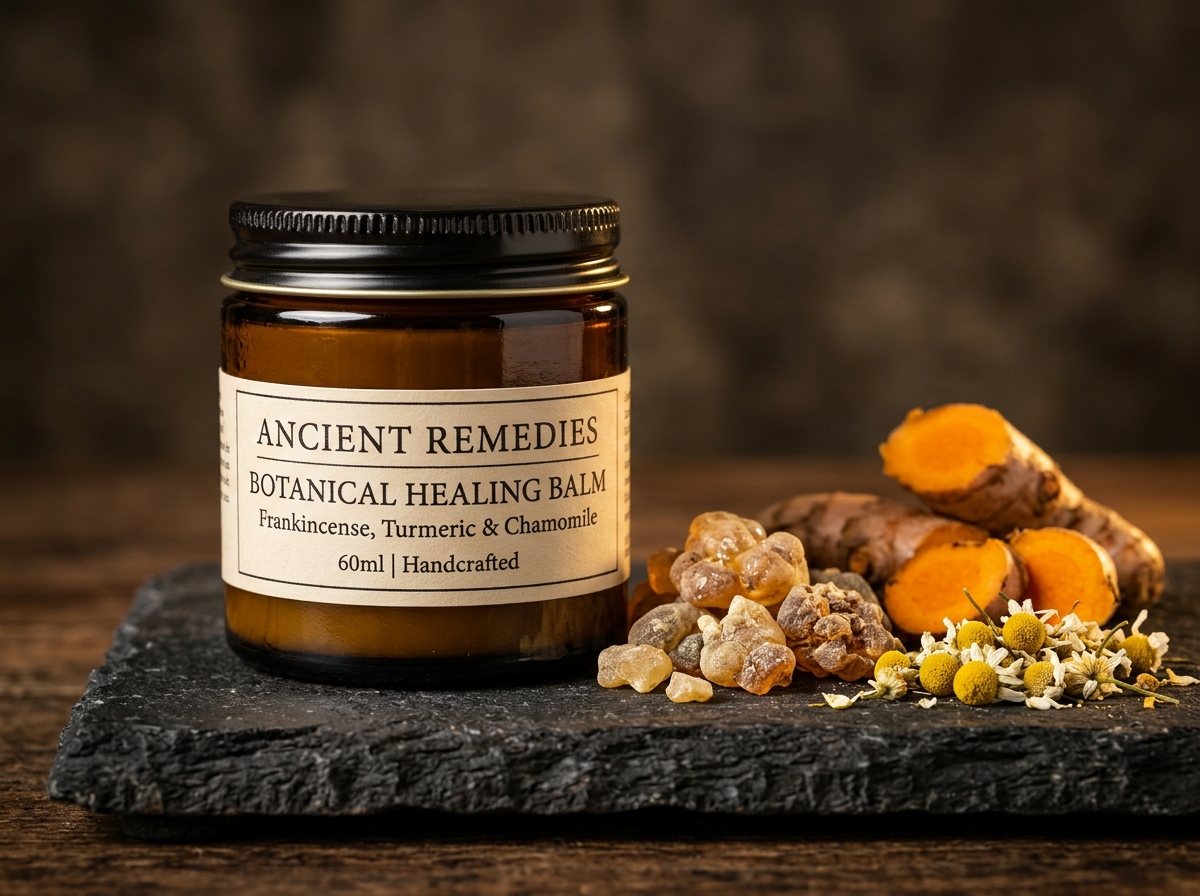 ANCIENT REMEDIES
BOTANICAL HEALING BALM
Frankincense, Turmeric & Chamomile
60ml | Handcrafted